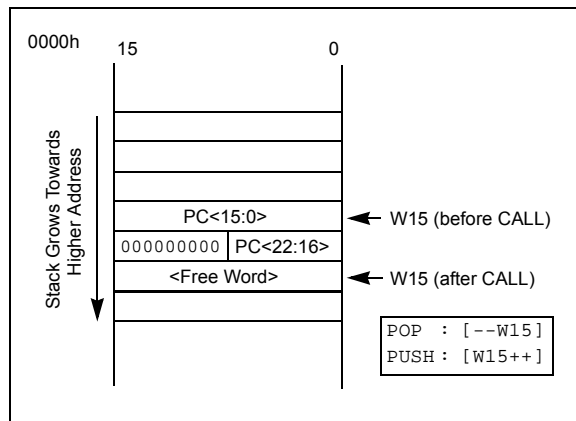 0000h
15 0
Stack Grows Towards
Higher Address
PC<15:0>
W15 (before CALL)
000000000 PC<22:16>
<Free Word>
W15 (after CALL)
POP : [--W15]
PUSH : [W15++]